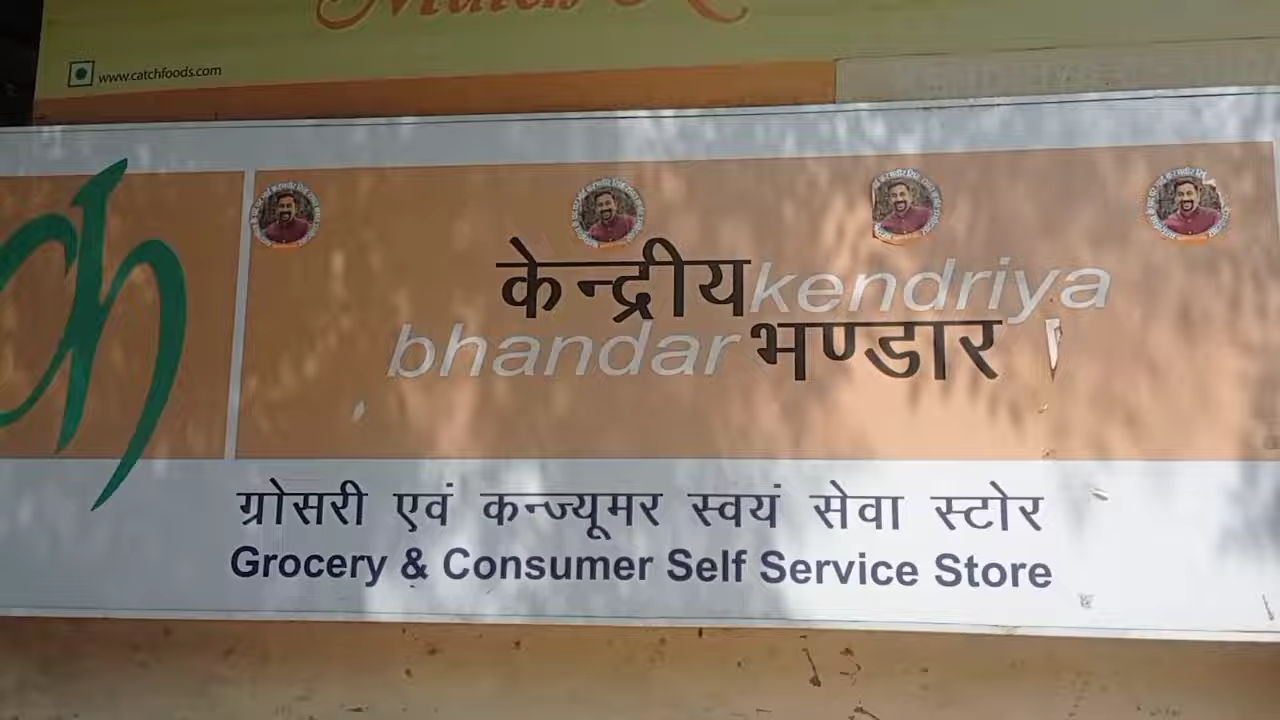 www.catchfoods.com
केन्द्रीय kendriya
bhandar भण्डार
ग्रोसरी एवं कन्ज्यूमर स्वयं सेवा स्टोर
Grocery & Consumer Self Service Store